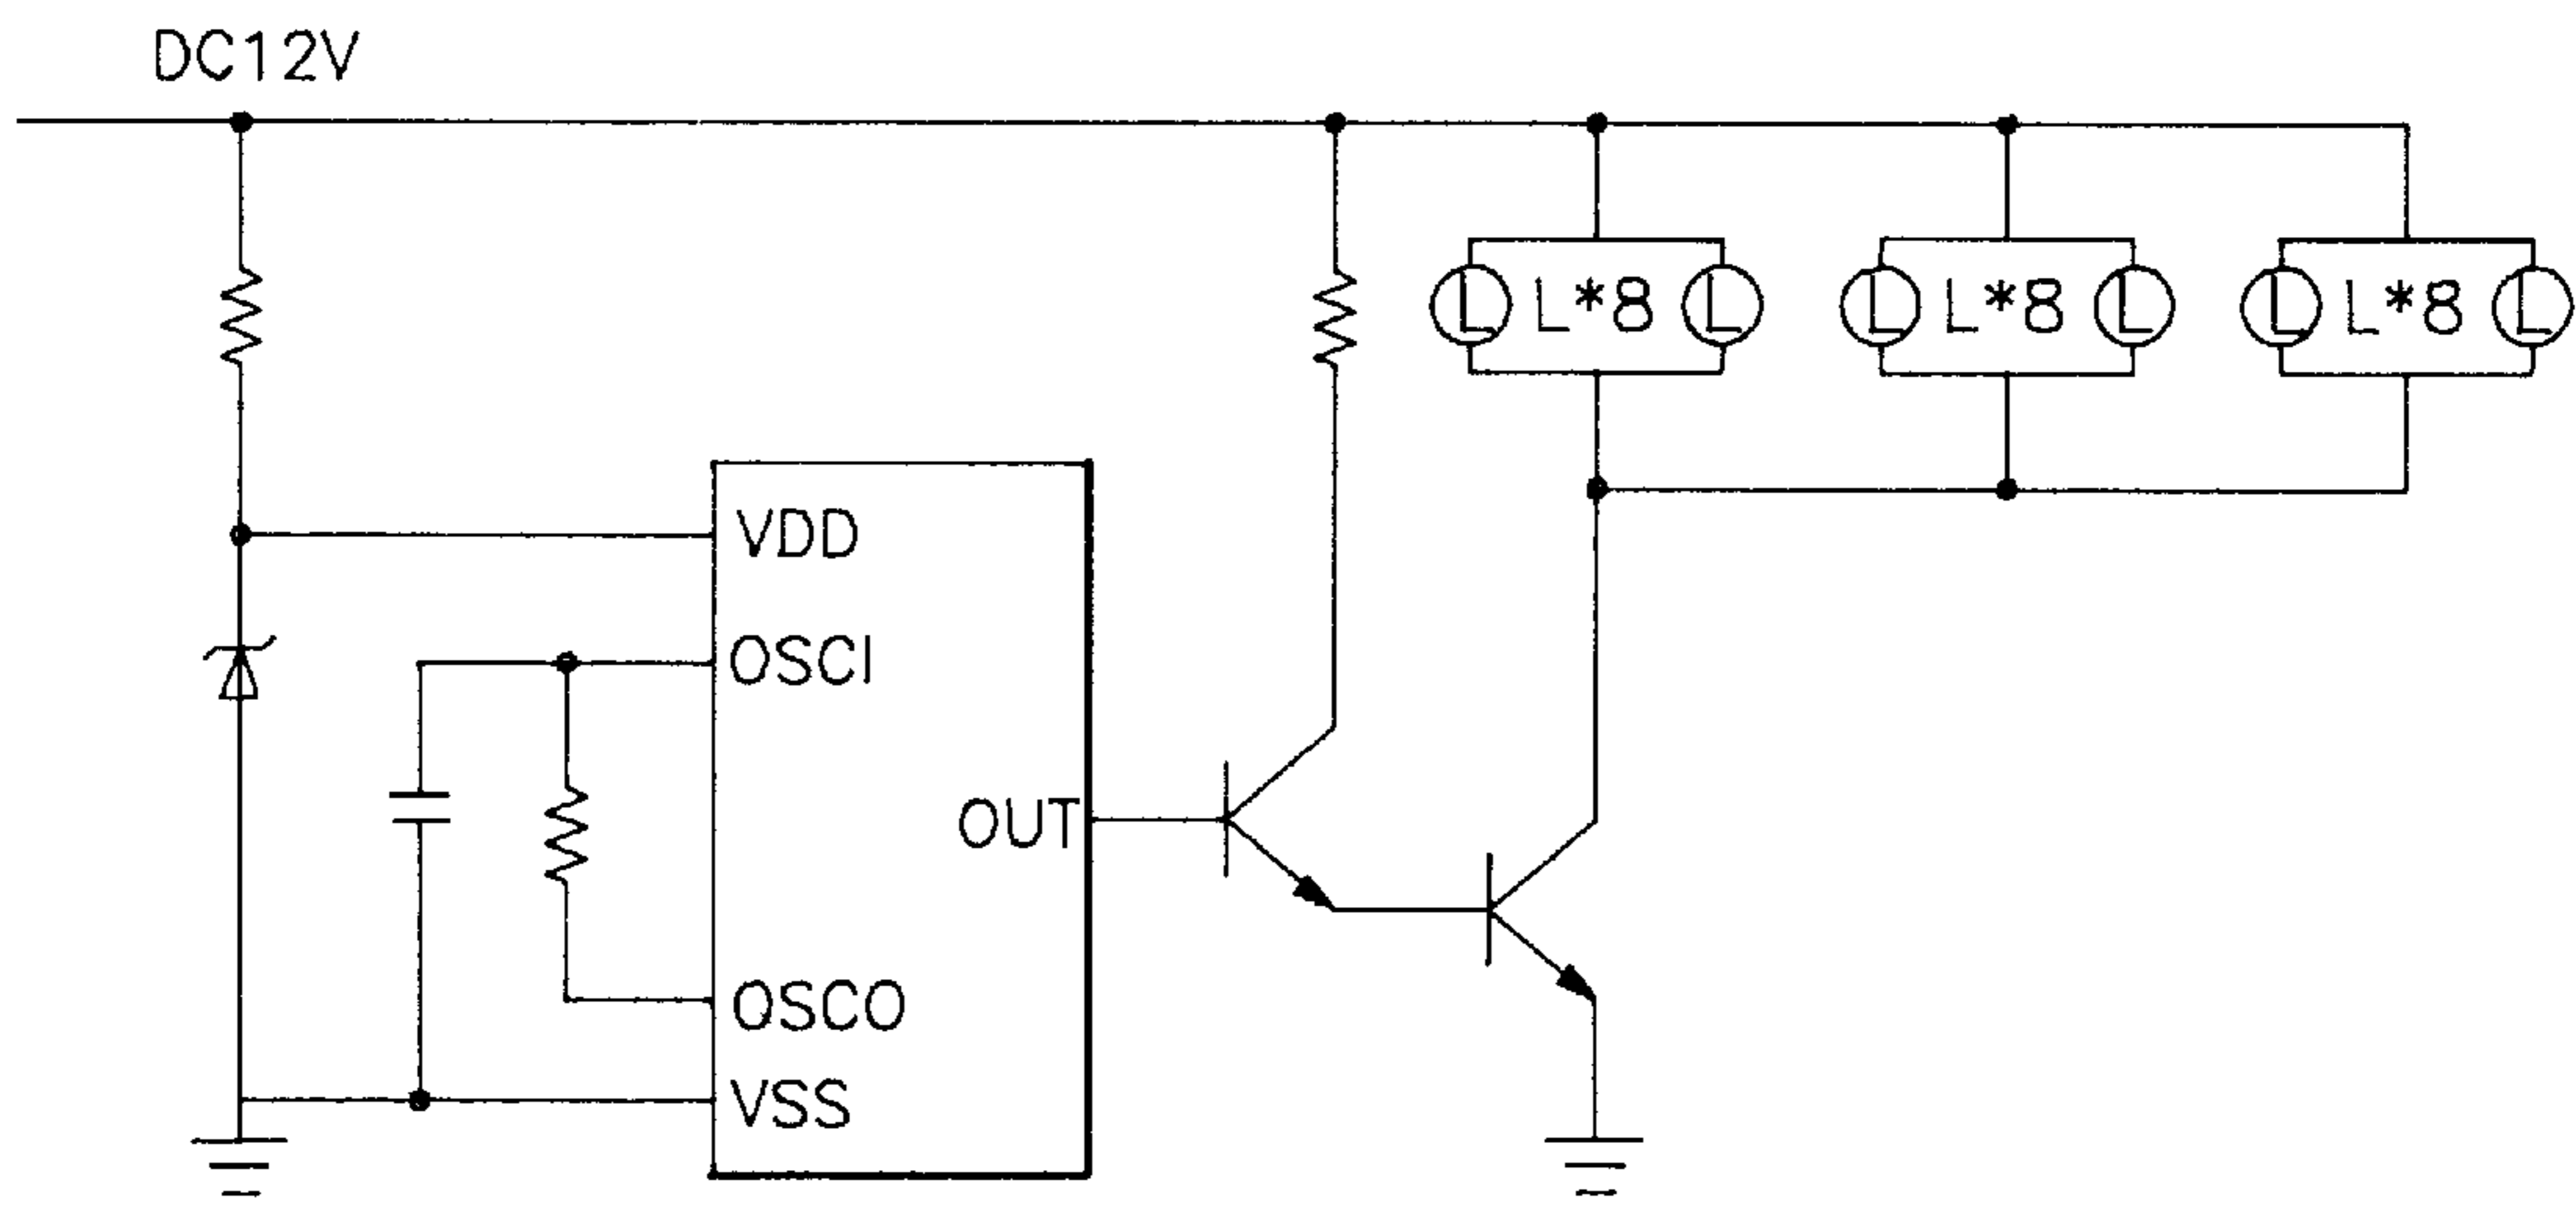 DC12V
L L*8 L L L*8 L L L*8 L
VDD
OSCI
OUT
OSCO
VSS